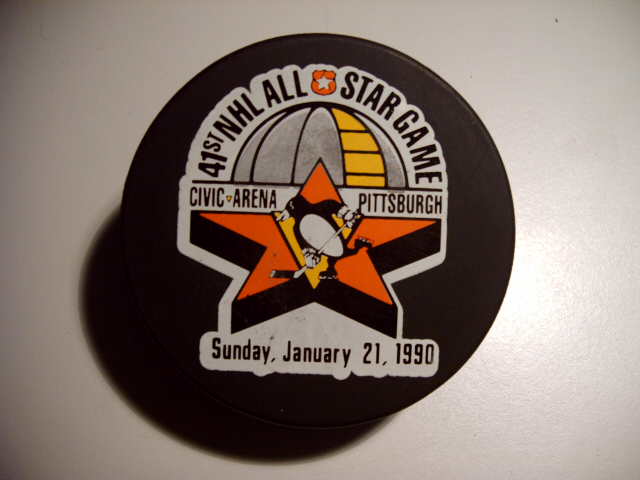 41ST NHL ALL STAR GAME
CIVIC ARENA PITTSBURGH
Sunday, January 21, 1990